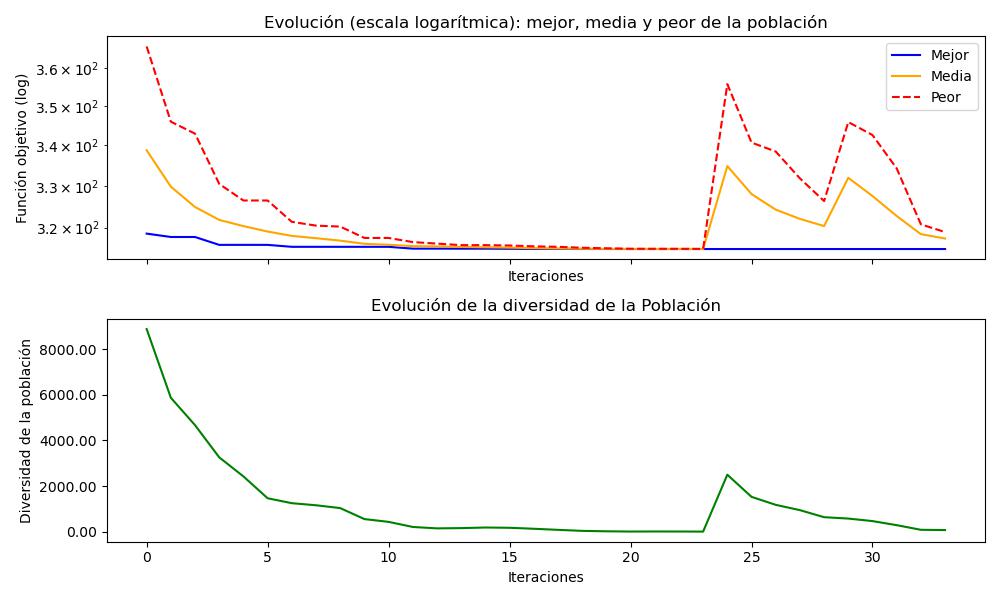 Evolución (escala logarítmica): mejor, media y peor de la población
Función objetivo (log)
3.6 × 10²
3.5 × 10²
3.4 × 10²
3.3 × 10²
3.2 × 10²
Mejor
Media
Peor
Iteraciones
Evolución de la diversidad de la Población
Diversidad de la población
8000.00
6000.00
4000.00
2000.00
0.00
0 5 10 15 20 25 30
Iteraciones